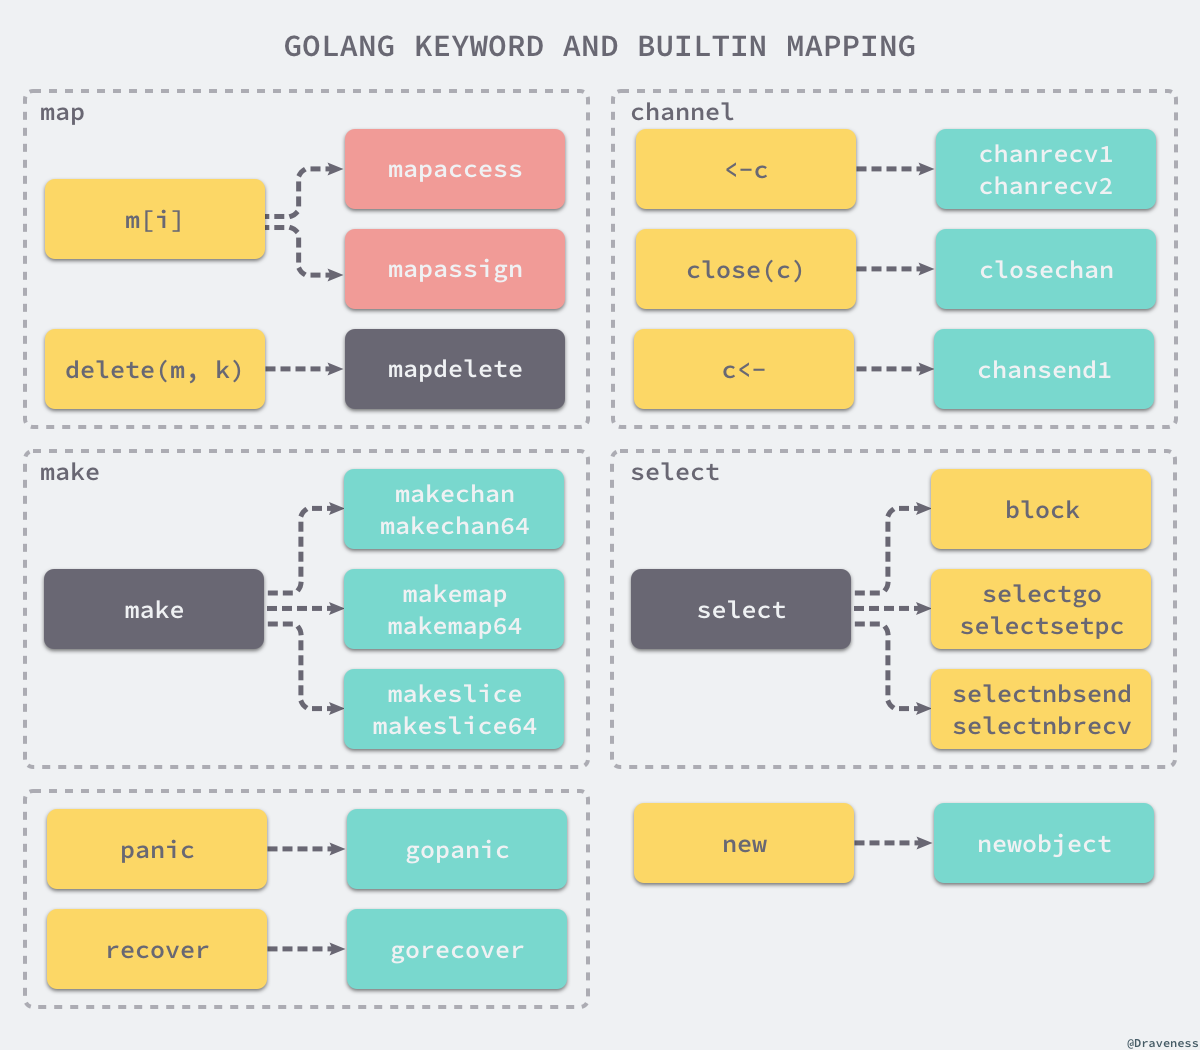 GOLANG KEYWORD AND BUILTIN MAPPING
map
m[i]
mapaccess
mapassign
delete(m, k)
mapdelete
channel
<-c
chanrecv1
chanrecv2
close(c)
closechan
c<-
chansend1
make
make
makechan
makechan64
makemap
makemap64
makeslice
makeslice64
select
select
block
selectgo
selectsetpc
selectnbsend
selectnbrecv
panic
gopanic
recover
gorecover
new
newobject
@Draveness